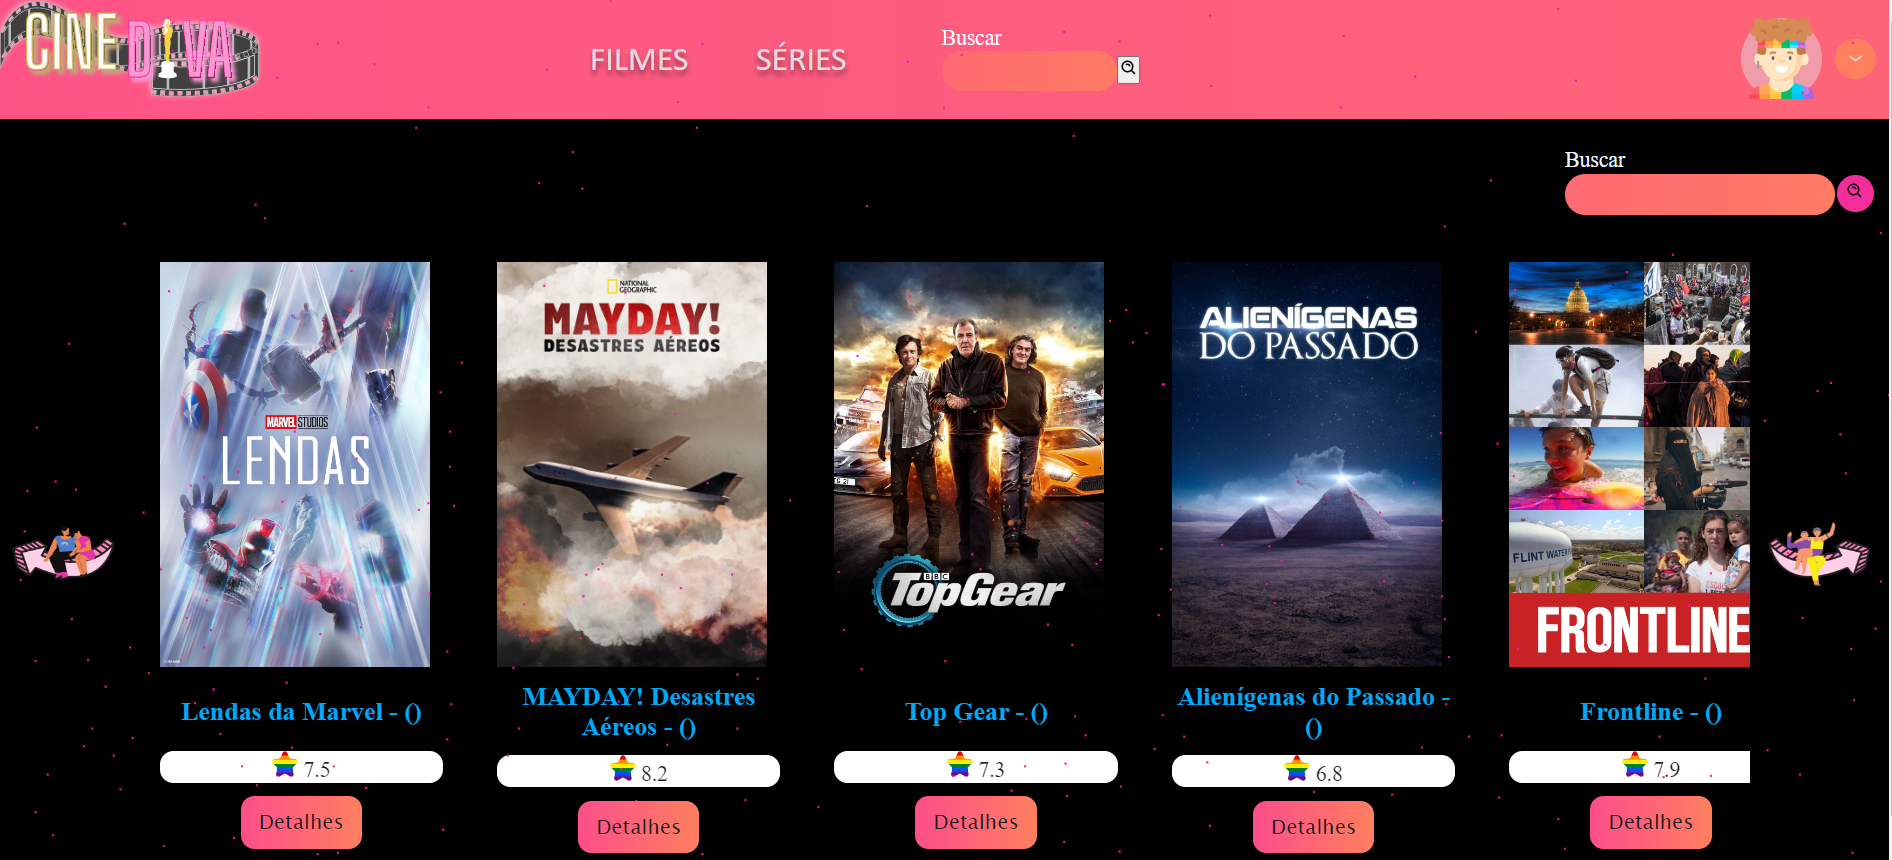 CINE DIVA
FILMES
SÉRIES
Buscar
Buscar
MARVEL STUDIOS
LENDAS
NATIONAL
GEOGRAPHIC
MAYDAY!
DESASTRES AÉREOS
BBC
TopGear
ALIENÍGENAS
DO PASSADO
FLINT WATER
FRONTLINE
Lendas da Marvel - ()
MAYDAY! Desastres
Aéreos - ()
Top Gear - ()
Alienígenas do Passado -
()
Frontline - ()
7.5
8.2
7.3
6.8
7.9
Detalhes
Detalhes
Detalhes
Detalhes
Detalhes